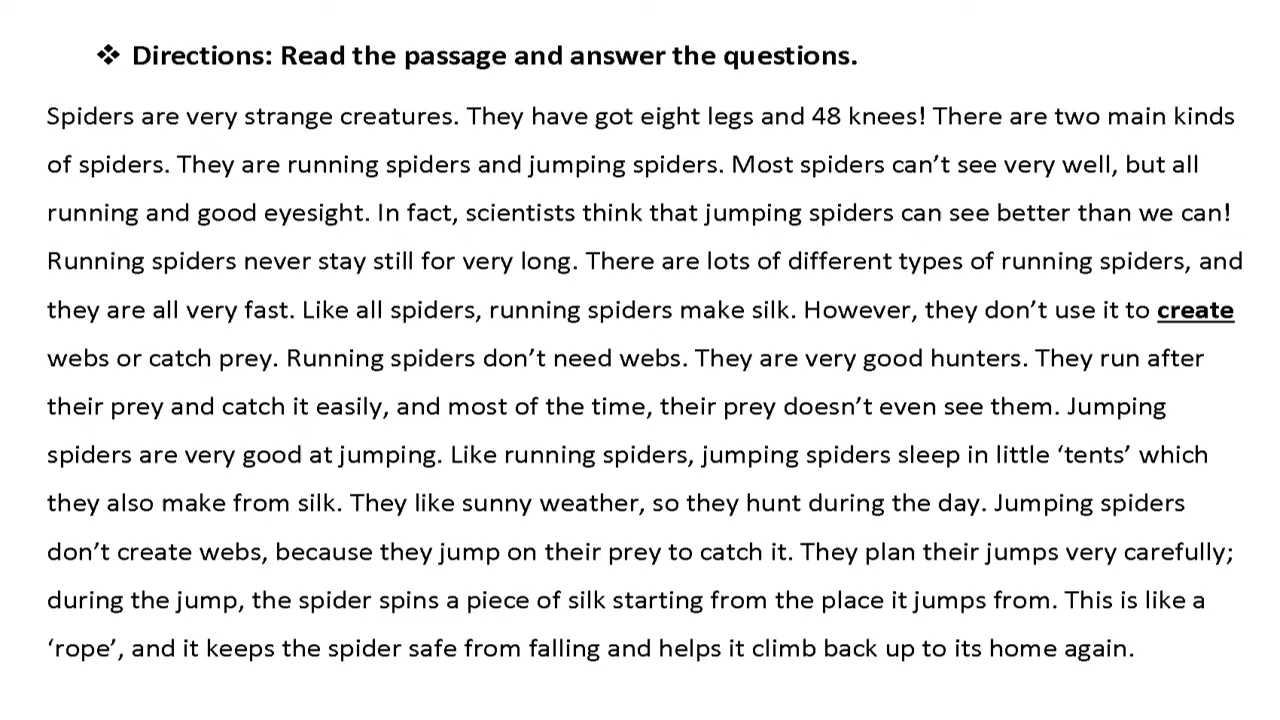 ❖ Directions: Read the passage and answer the questions.
Spiders are very strange creatures. They have got eight legs and 48 knees! There are two main kinds
of spiders. They are running spiders and jumping spiders. Most spiders can’t see very well, but all
running and good eyesight. In fact, scientists think that jumping spiders can see better than we can!
Running spiders never stay still for very long. There are lots of different types of running spiders, and
they are all very fast. Like all spiders, running spiders make silk. However, they don’t use it to create
webs or catch prey. Running spiders don’t need webs. They are very good hunters. They run after
their prey and catch it easily, and most of the time, their prey doesn’t even see them. Jumping
spiders are very good at jumping. Like running spiders, jumping spiders sleep in little ‘tents’ which
they also make from silk. They like sunny weather, so they hunt during the day. Jumping spiders
don’t create webs, because they jump on their prey to catch it. They plan their jumps very carefully;
during the jump, the spider spins a piece of silk starting from the place it jumps from. This is like a
‘rope’, and it keeps the spider safe from falling and helps it climb back up to its home again.